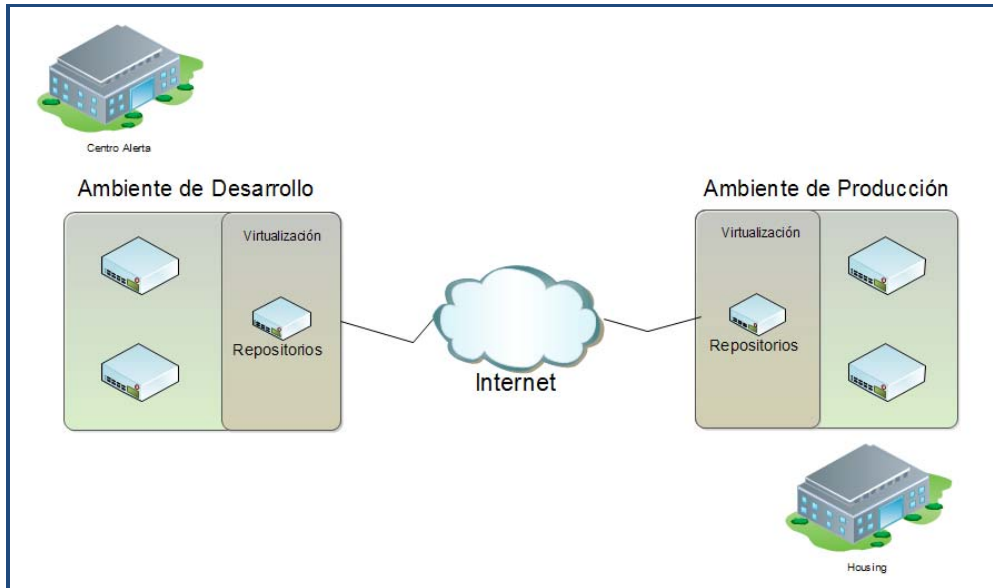 Centro Alerta
Ambiente de Desarrollo
Ambiente de Producción
Virtualización
Virtualización
Repositorios
Repositorios
Internet
Housing